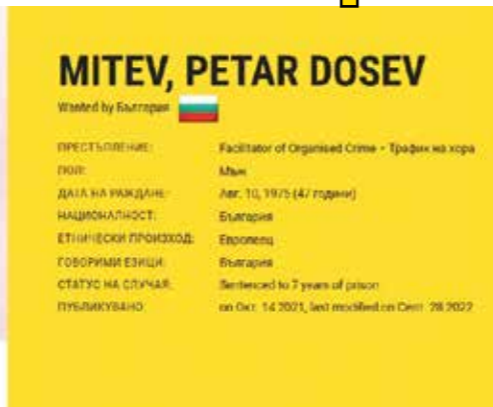 MITEV, PETAR DOSEV
Wanted by България
ПРЕСТЪПЛЕНИЕ: Facilitator of Organised Crime - Трафик на хора
ПОЛ: Мъж
ДАТА НА РАЖДАНЕ: Авг. 10, 1975 (47 години)
НАЦИОНАЛНОСТ: България
ЕТНИЧЕСКИ ПРОИЗХОД: Европеец
ГОВОРИМИ ЕЗИЦИ: България
СТАТУС НА СЛУЧАЯ: Sentenced to 7 years of prison
ПУБЛИКУВАНО: on Окт. 14 2021, last modified on Септ. 28 2022